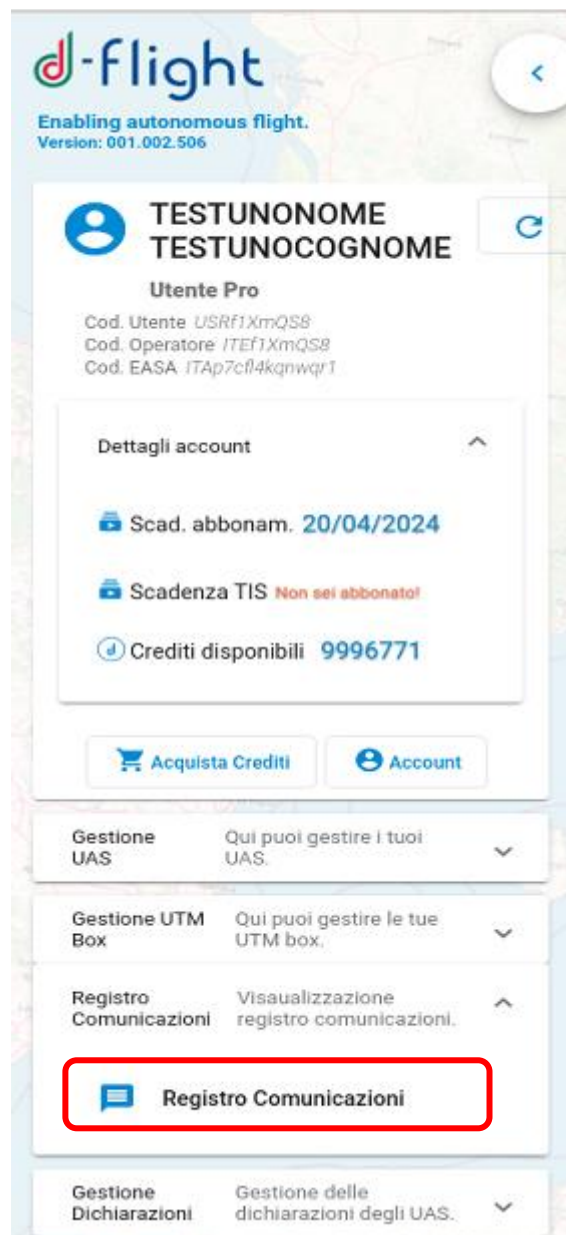 d-flight
Enabling autonomous flight.
Version: 001.002.506
TESTUNONOME
TESTUNOCOGNOME
Utente Pro
Cod. Utente USRf1XmQS8
Cod. Operatore ITEf1XmQS8
Cod. EASA ITAp7cfl4kqnwqr1
Dettagli account
Scad. abbonam. 20/04/2024
Scadenza TIS Non sei abbonato!
Crediti disponibili 9996771
Acquista Crediti
Account
Gestione
UAS
Qui puoi gestire i tuoi
UAS.
Gestione UTM
Box
Qui puoi gestire le tue
UTM box.
Registro
Comunicazioni
Visaualizzazione
registro comunicazioni.
Registro Comunicazioni
Gestione
Dichiarazioni
Gestione delle
dichiarazioni degli UAS.